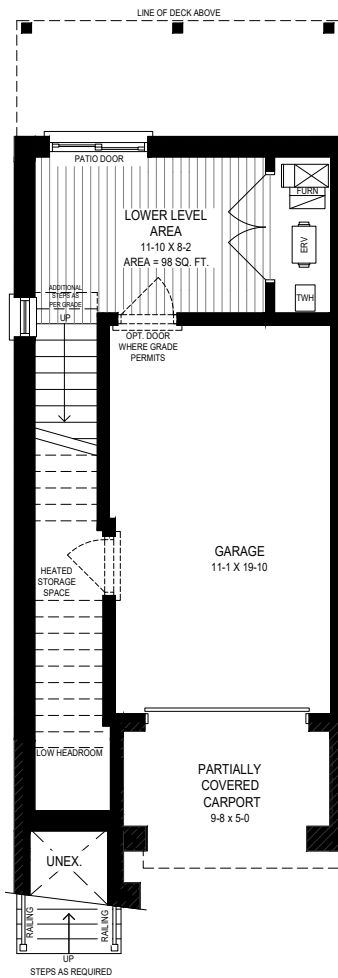 LINE OF DECK ABOVE
PATIO DOOR
FURN
LOWER LEVEL
AREA
11-10 X 8-2
AREA = 98 SQ. FT.
ERV
TWH
ADDITIONAL
STEPS AS
PER GRADE
UP
OPT. DOOR
WHERE GRADE
PERMITS
GARAGE
11-1 X 19-10
HEATED
STORAGE
SPACE
LOW HEADROOM
PARTIALLY
COVERED
CARPORT
9-8 x 5-0
UNEX.
RAILING
RAILING
UP
STEPS AS REQUIRED